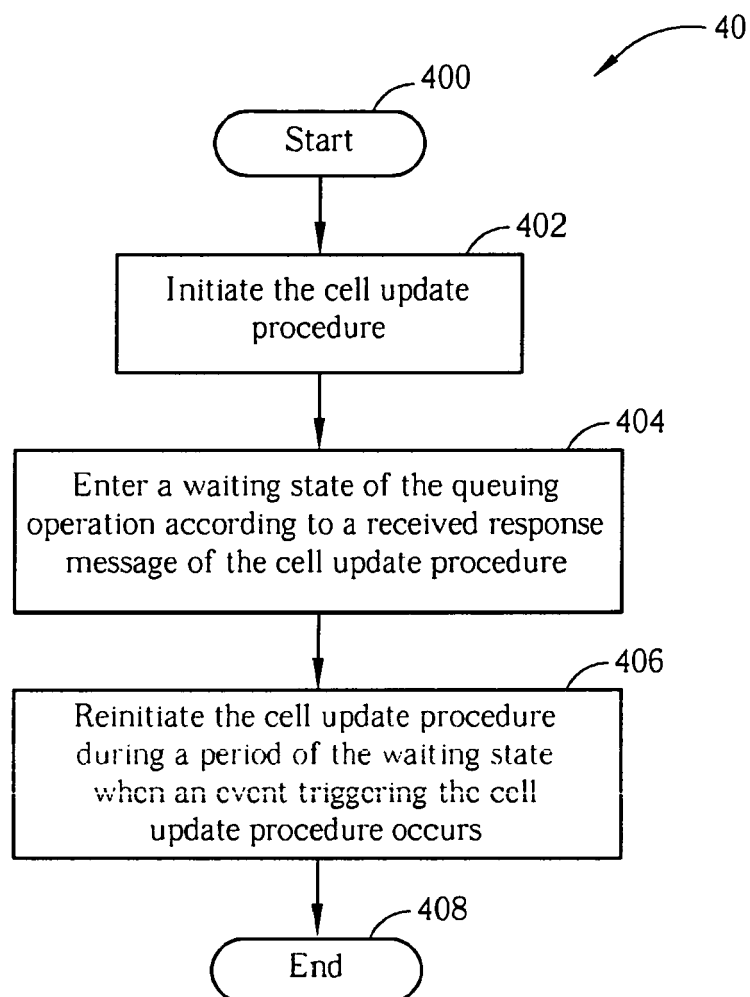 40
400
Start
402
Initiate the cell update
procedure
404
Enter a waiting state of the queuing
operation according to a received response
message of the cell update procedure
406
Reinitiate the cell update procedure
during a period of the waiting state
when an event triggering the cell
update procedure occurs
408
End